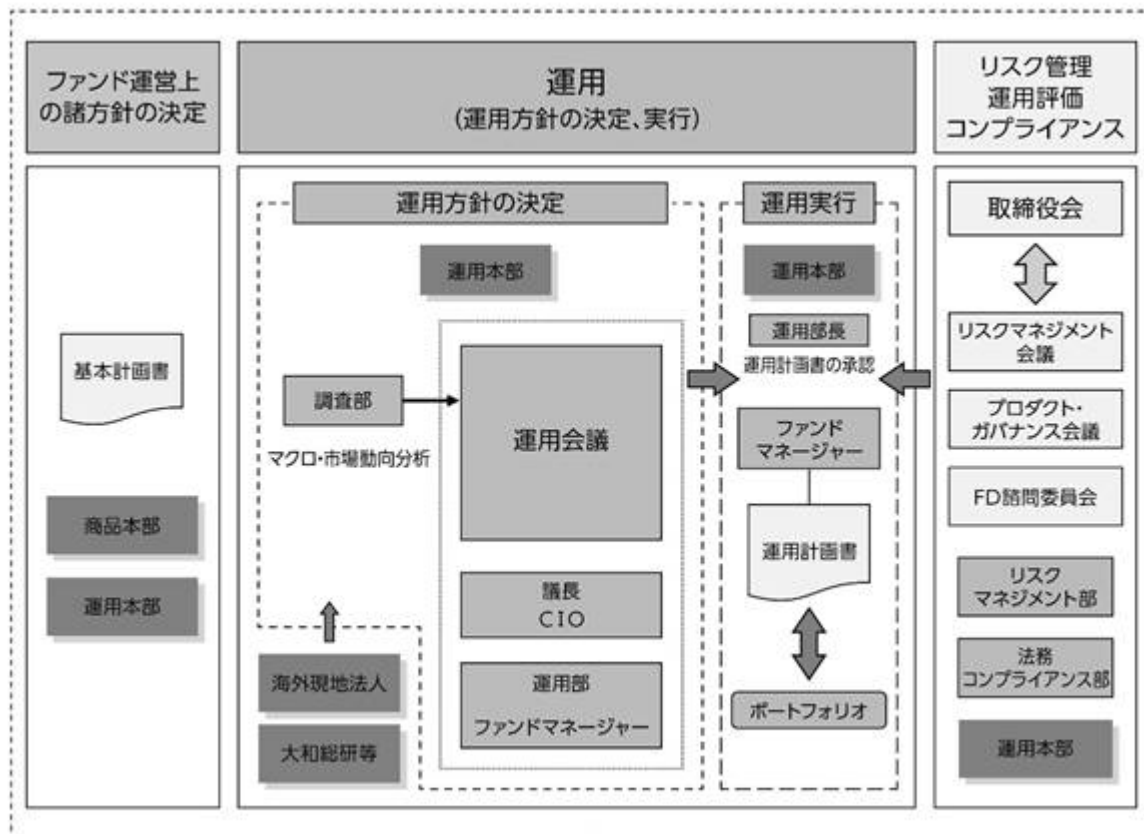 ファンド運営上
の諸方針の決定
運用
(運用方針の決定、実行)
リスク管理
運用評価
コンプライアンス
基本計画書
商品本部
運用本部
運用方針の決定
運用本部
調査部
マクロ・市場動向分析
運用会議
議長
CIO
運用部
ファンドマネージャー
海外現地法人
大和総研等
運用実行
運用本部
運用部長
運用計画書の承認
ファンド
マネージャー
運用計画書
ポートフォリオ
取締役会
リスクマネジメント
会議
プロダクト・
ガバナンス会議
FD諮問委員会
リスク
マネジメント部
法務
コンプライアンス部
運用本部